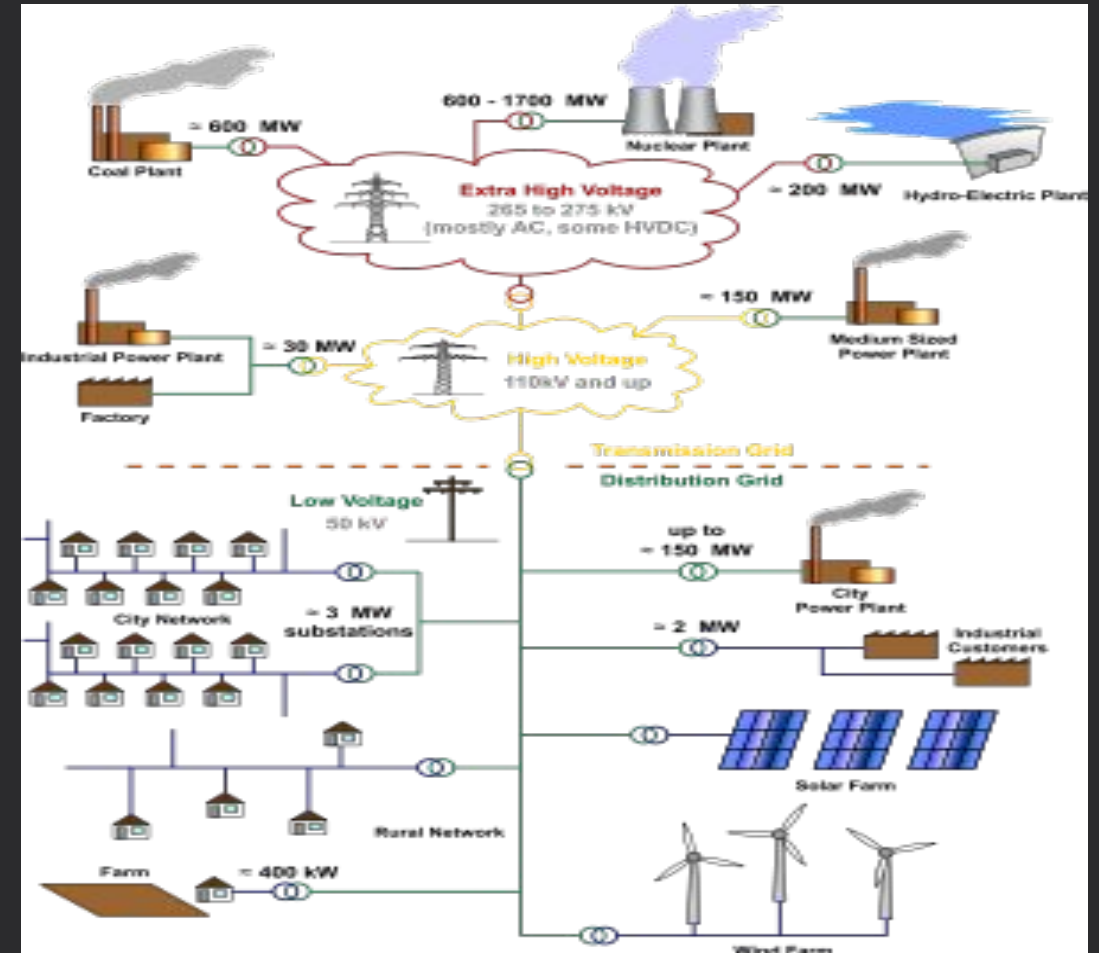 600 - 1700 MW
≈ 600 MW
Coal Plant
Nuclear Plant
Extra High Voltage
265 to 275 kV
(mostly AC, some HVDC)
≈ 200 MW
Hydro-Electric Plant
≈ 150 MW
Medium Sized
Power Plant
Industrial Power Plant
≈ 30 MW
Factory
High Voltage
110kV and up
Transmission Grid
Distribution Grid
Low Voltage
50 kV
up to
≈ 150 MW
City
Power Plant
City Network
≈ 3 MW
substations
≈ 2 MW
Industrial
Customers
Solar Farm
Rural Network
Farm
≈ 400 kW
Wind Farm